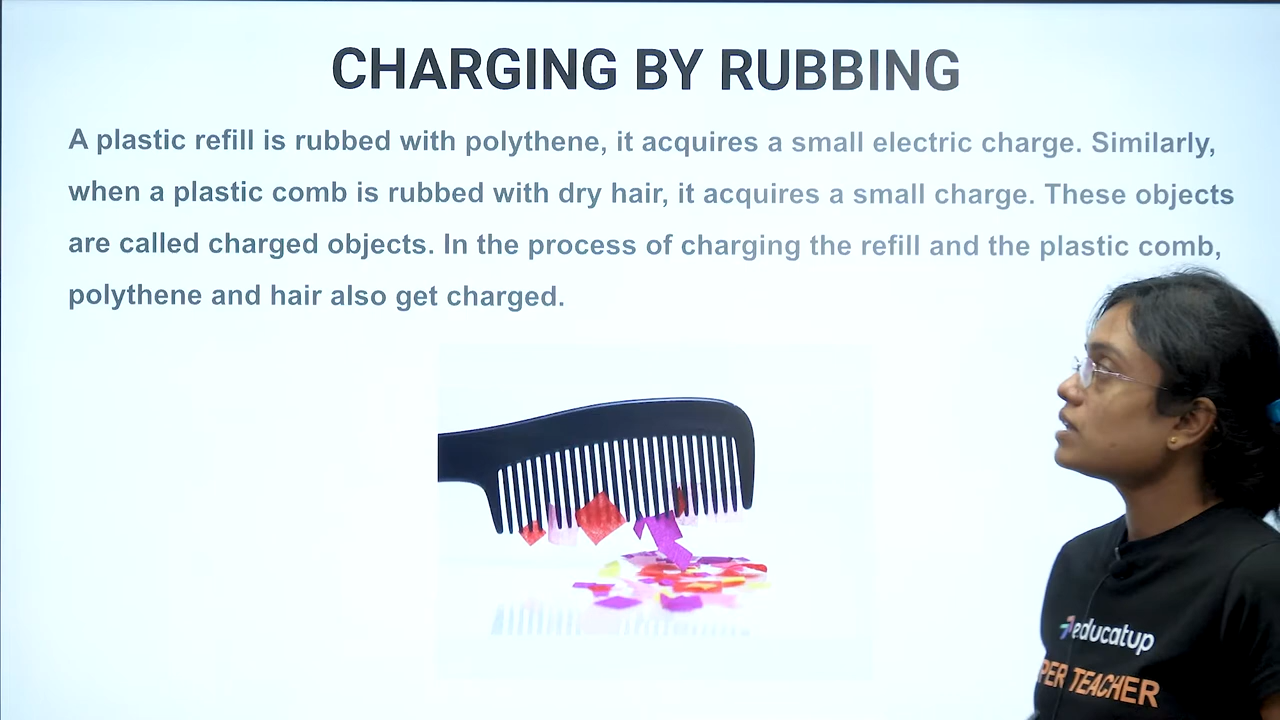 CHARGING BY RUBBING
A plastic refill is rubbed with polythene, it acquires a small electric charge. Similarly,
when a plastic comb is rubbed with dry hair, it acquires a small charge. These objects
are called charged objects. In the process of charging the refill and the plastic comb,
polythene and hair also get charged.
educatup
PER TEACHER